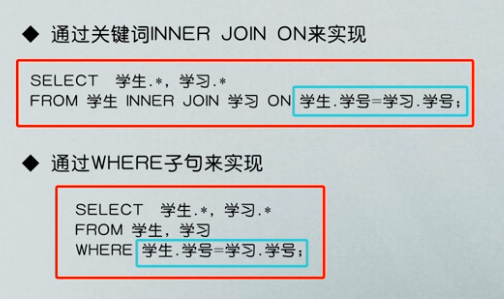 ◆ 通过关键词INNER JOIN ON来实现
SELECT 学生.*, 学习.*
FROM 学生 INNER JOIN 学习 ON 学生.学号=学习.学号;
◆ 通过WHERE子句来实现
SELECT 学生.*, 学习.*
FROM 学生, 学习
WHERE 学生.学号=学习.学号;